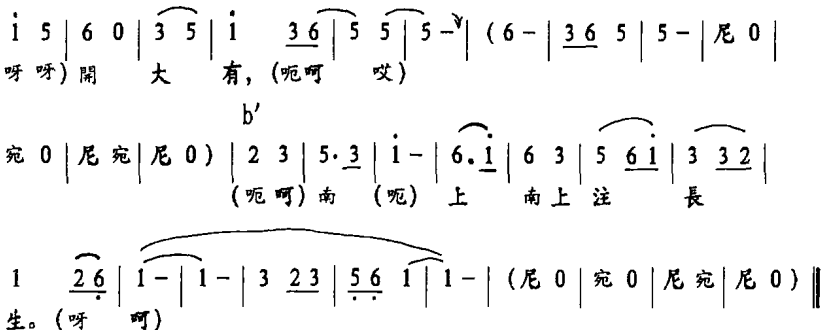 i̇ 5 | 6 0 | 3 5 | i̇ 3 6 | 5 5 | 5 - | ( 6 - | 3 6 5 | 5 - | 尼 0 |
呀 呀) 開 大 有, (呃呵 哎)
b′
宛 0 | 尼 宛 | 尼 0 ) | 2 3 | 5· 3 | i̇ - | 6. i̇ | 6 3 | 5 6 i̇ | 3 3 2 |
(呃 呵) 南 (呃) 上 南 上 注 長
1 2 6̣ | 1 - | 1 - | 3 2 3 | 5̣ 6̣ 1 | 1 - | (尼 0 | 宛 0 | 尼 宛 | 尼 0 ) ‖
生。(呀 呵)